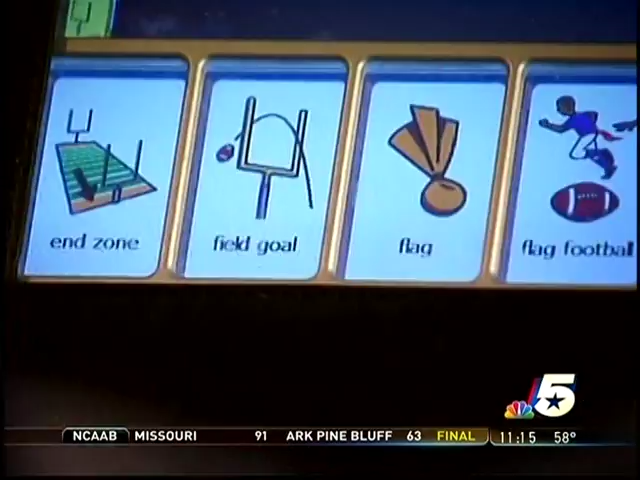 end zone
field goal
flag
flag football
5
NCAAB MISSOURI 91 ARK PINE BLUFF 63 FINAL 11:15 58°